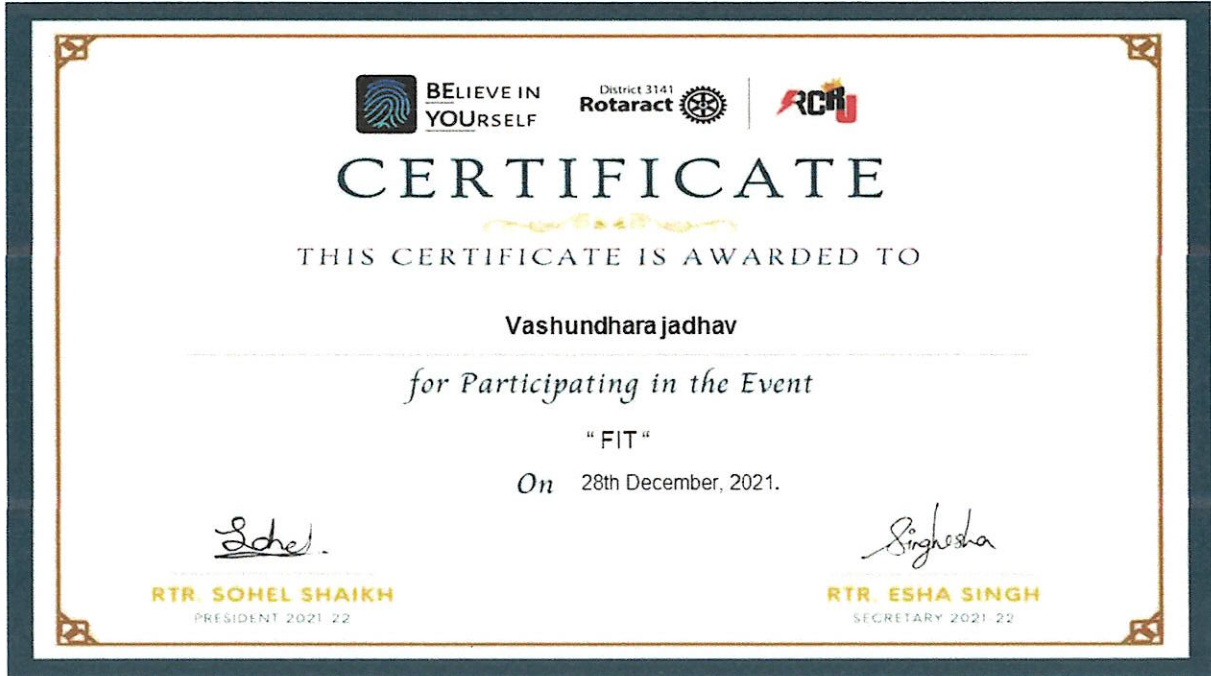 BELIEVE IN
YOURSELF
District 3141
Rotaract
RCRJ
CERTIFICATE
THIS CERTIFICATE IS AWARDED TO
Vashundhara jadhav
for Participating in the Event
“ FIT “
On 28th December, 2021.
Sohel.
Singhesha
RTR. SOHEL SHAIKH
RTR. ESHA SINGH
PRESIDENT 2021-22
SECRETARY 2021-22